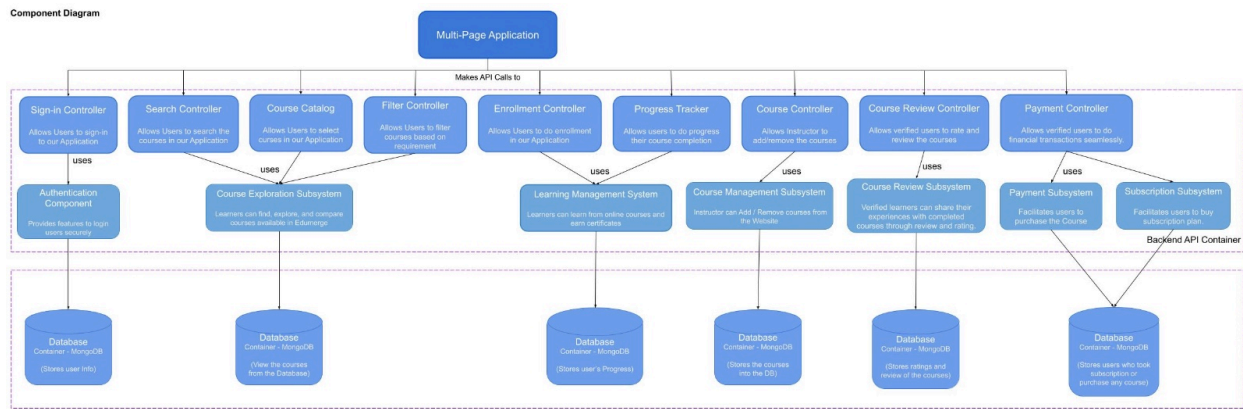 Component Diagram
Multi-Page Application
Makes API Calls to
Sign-in Controller
Allows Users to sign-in
to our Application
Search Controller
Allows Users to search the
courses in our Application
Course Catalog
Allows Users to select
curses in our Application
Filter Controller
Allows Users to filter
courses based on
requirement
Enrollment Controller
Allows Users to do enrollment
in our Application
Progress Tracker
Allows users to do progress
their course completion
Course Controller
Allows Instructor to
add/remove the courses
Course Review Controller
Allows verified users to rate and
review the courses
Payment Controller
Allows verified users to do
financial transactions seamlessly.
uses
uses
uses
uses
uses
uses
uses
Authentication
Component
Provides features to login
users securely
Course Exploration Subsystem
Learners can find, explore, and compare
courses available in Edumerge
Learning Management System
Learners can learn from online courses and
earn certificates
Course Management Subsystem
Instructor can Add / Remove courses from
the Website
Course Review Subsystem
Verified learners can share their
experiences with completed
courses through review and rating.
Payment Subsystem
Facilitates users to
purchase the Course
Subscription Subsystem
Facilitates users to buy
subscription plan.
Backend API Container
Database
Container - MongoDB
(Stores user Info)
Database
Container - MongoDB
(View the courses
from the Database)
Database
Container - MongoDB
(Stores user's Progress)
Database
Container - MongoDB
(Stores the courses
into the DB)
Database
Container - MongoDB
(Stores ratings and
review of the courses)
Database
Container - MongoDB
(Stores users who took
subscription or
purchase any course)